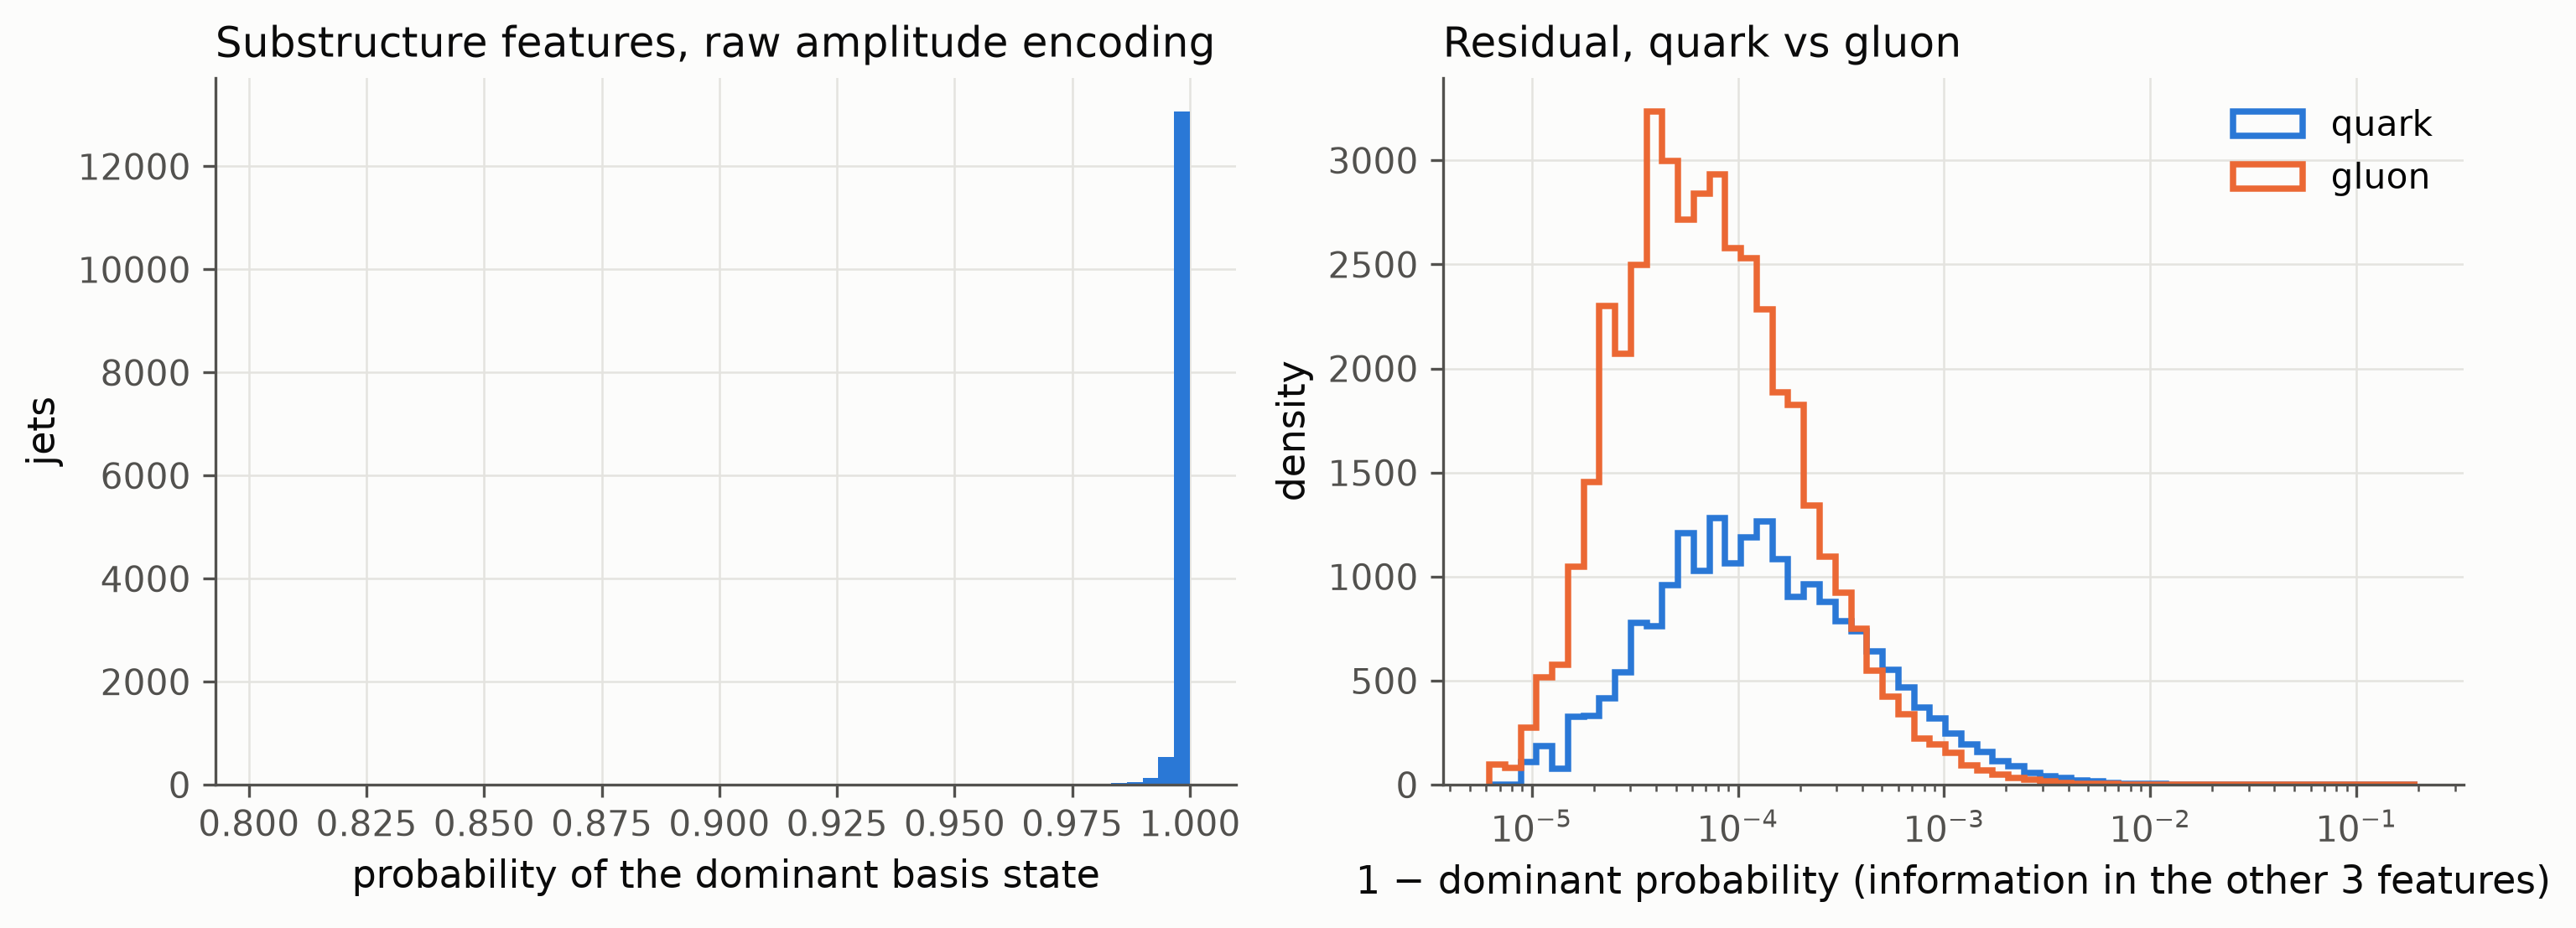 Substructure features, raw amplitude encoding
jets
12000
10000
8000
6000
4000
2000
0
0.800 0.825 0.850 0.875 0.900 0.925 0.950 0.975 1.000
probability of the dominant basis state
Residual, quark vs gluon
quark
gluon
density
3000
2500
2000
1500
1000
500
0
10⁻⁵ 10⁻⁴ 10⁻³ 10⁻² 10⁻¹
1 − dominant probability (information in the other 3 features)